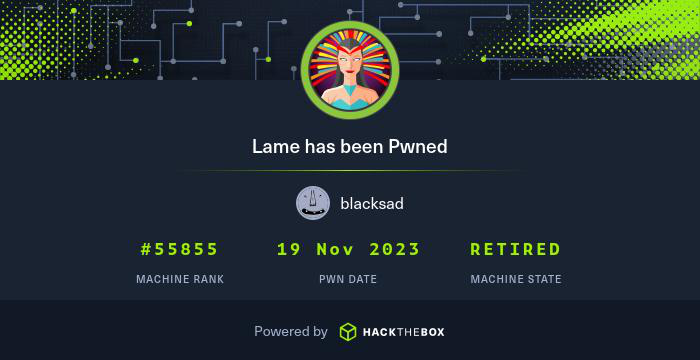 Lame has been Pwned
blacksad
#55855 19 Nov 2023 RETIRED
MACHINE RANK PWN DATE MACHINE STATE
Powered by HACKTHEBOX